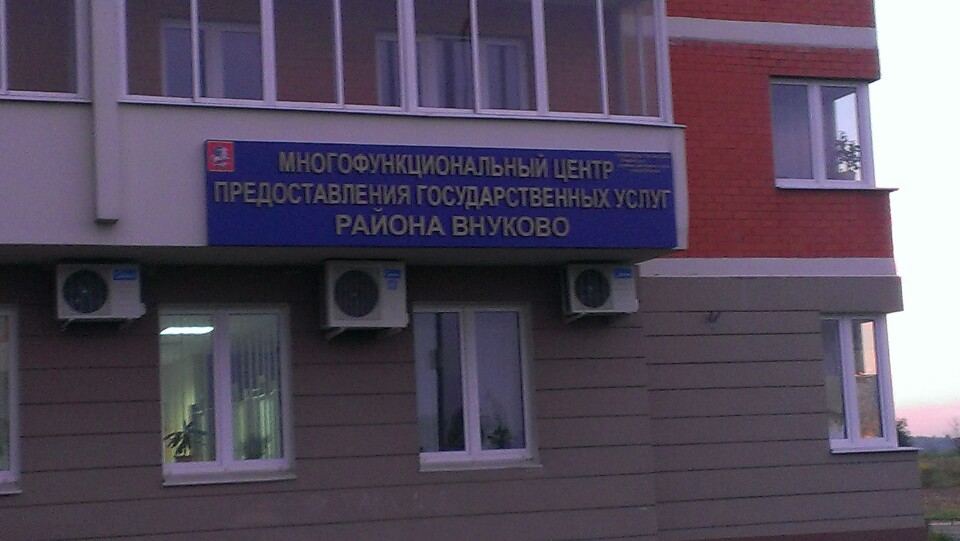 МНОГОФУНКЦИОНАЛЬНЫЙ ЦЕНТР
ПРЕДОСТАВЛЕНИЯ ГОСУДАРСТВЕННЫХ УСЛУГ
РАЙОНА ВНУКОВО